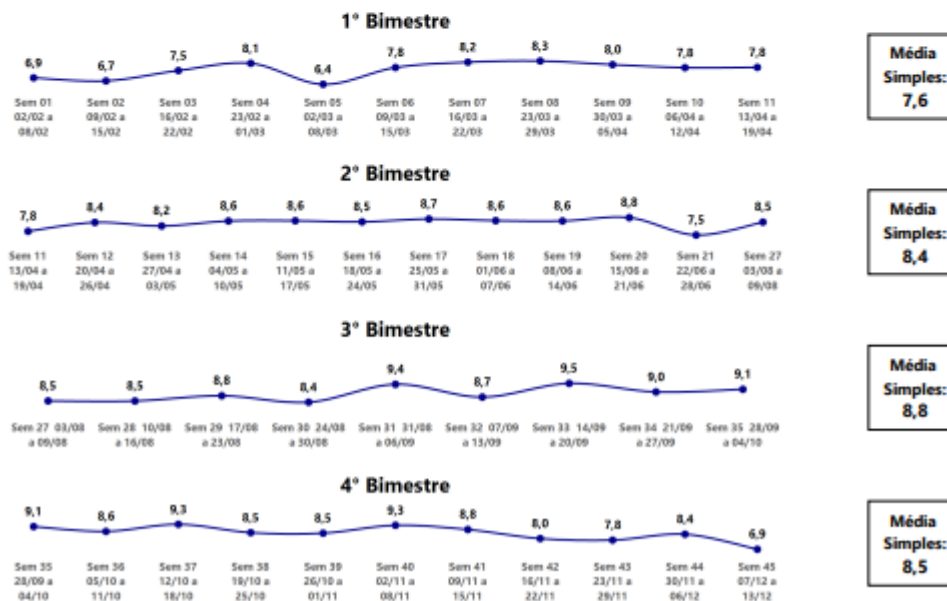 1° Bimestre
6,9 6,7 7,5 8,1 6,4 7,8 8,2 8,3 8,0 7,8 7,8
Sem 01 Sem 02 Sem 03 Sem 04 Sem 05 Sem 06 Sem 07 Sem 08 Sem 09 Sem 10 Sem 11
02/02 a 09/02 a 16/02 a 23/02 a 02/03 a 09/03 a 16/03 a 23/03 a 30/03 a 06/04 a 13/04 a
08/02 15/02 22/02 01/03 08/03 15/03 22/03 29/03 05/04 12/04 19/04
Média
Simples:
7,6
2° Bimestre
7,8 8,4 8,2 8,6 8,6 8,5 8,7 8,6 8,6 8,8 7,5 8,5
Sem 11 Sem 12 Sem 13 Sem 14 Sem 15 Sem 16 Sem 17 Sem 18 Sem 19 Sem 20 Sem 21 Sem 27
13/04 a 20/04 a 27/04 a 04/05 a 11/05 a 18/05 a 25/05 a 01/06 a 08/06 a 15/06 a 22/06 a 03/08 a
19/04 26/04 03/05 10/05 17/05 24/05 31/05 07/06 14/06 21/06 28/06 09/08
Média
Simples:
8,4
3° Bimestre
8,5 8,5 8,8 8,4 9,4 8,7 9,5 9,0 9,1
Sem 27 03/08 Sem 28 10/08 Sem 29 17/08 Sem 30 24/08 Sem 31 31/08 Sem 32 07/09 Sem 33 14/09 Sem 34 21/09 Sem 35 28/09
a 09/08 a 16/08 a 23/08 a 30/08 a 06/09 a 13/09 a 20/09 a 27/09 a 04/10
Média
Simples:
8,8
4° Bimestre
9,1 8,6 9,3 8,5 8,5 9,3 8,8 8,0 7,8 8,4 6,9
Sem 35 Sem 36 Sem 37 Sem 38 Sem 39 Sem 40 Sem 41 Sem 42 Sem 43 Sem 44 Sem 45
28/09 a 05/10 a 12/10 a 19/10 a 26/10 a 02/11 a 09/11 a 16/11 a 23/11 a 30/11 a 07/12 a
04/10 11/10 18/10 25/10 01/11 08/11 15/11 22/11 29/11 06/12 13/12
Média
Simples:
8,5